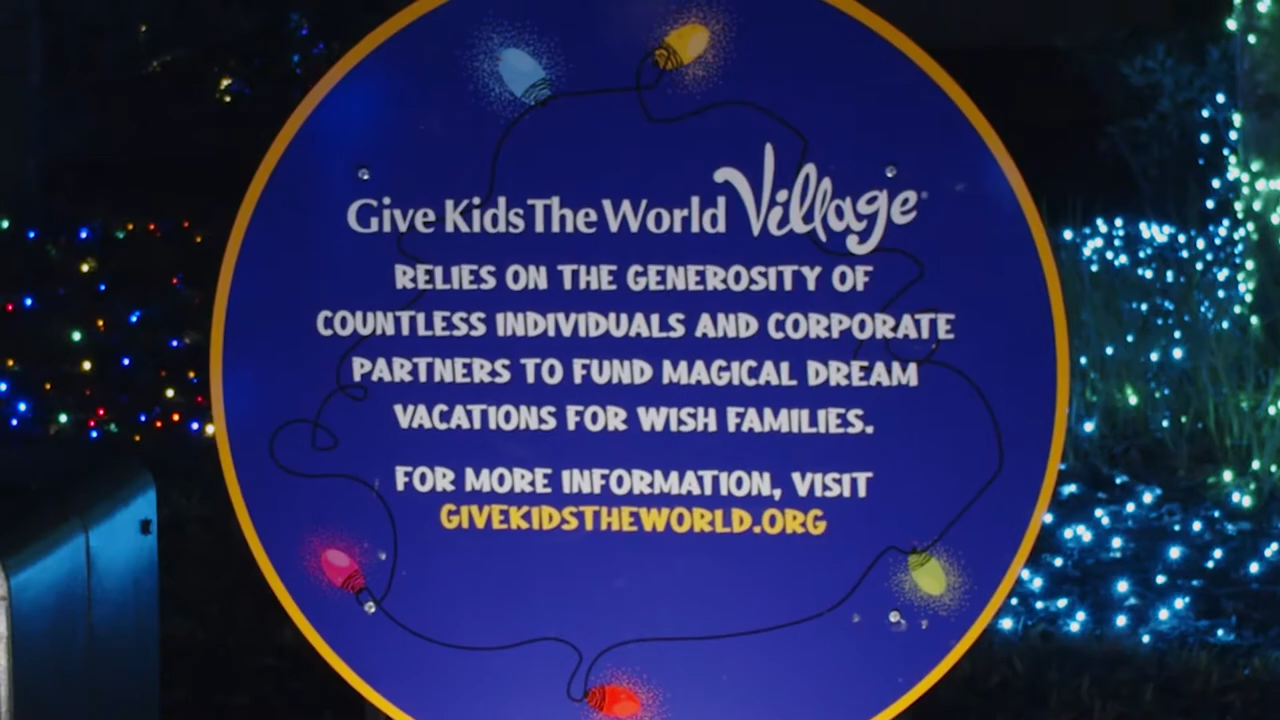 Give Kids The World Village®
RELIES ON THE GENEROSITY OF
COUNTLESS INDIVIDUALS AND CORPORATE
PARTNERS TO FUND MAGICAL DREAM
VACATIONS FOR WISH FAMILIES.
FOR MORE INFORMATION, VISIT
GIVEKIDSTHEWORLD.ORG